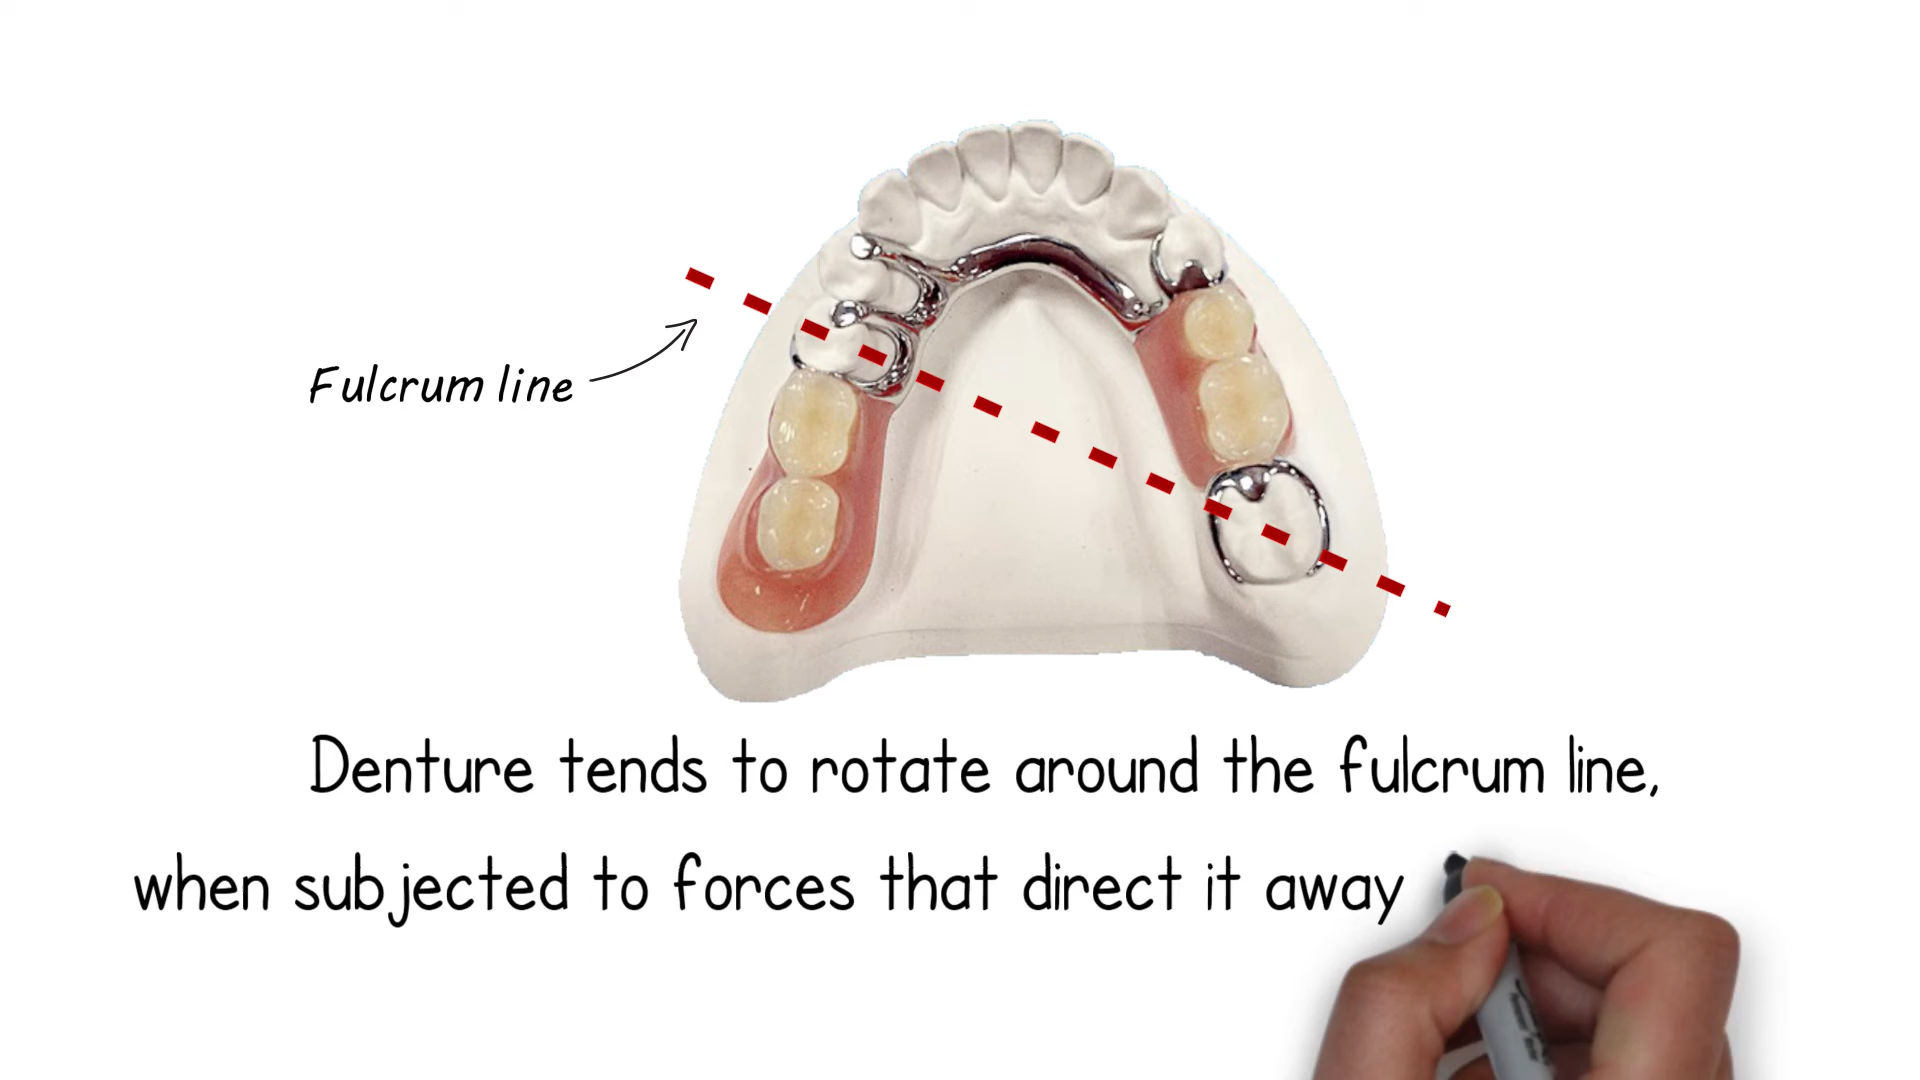 Fulcrum line
Denture tends to rotate around the fulcrum line,
when subjected to forces that direct it away